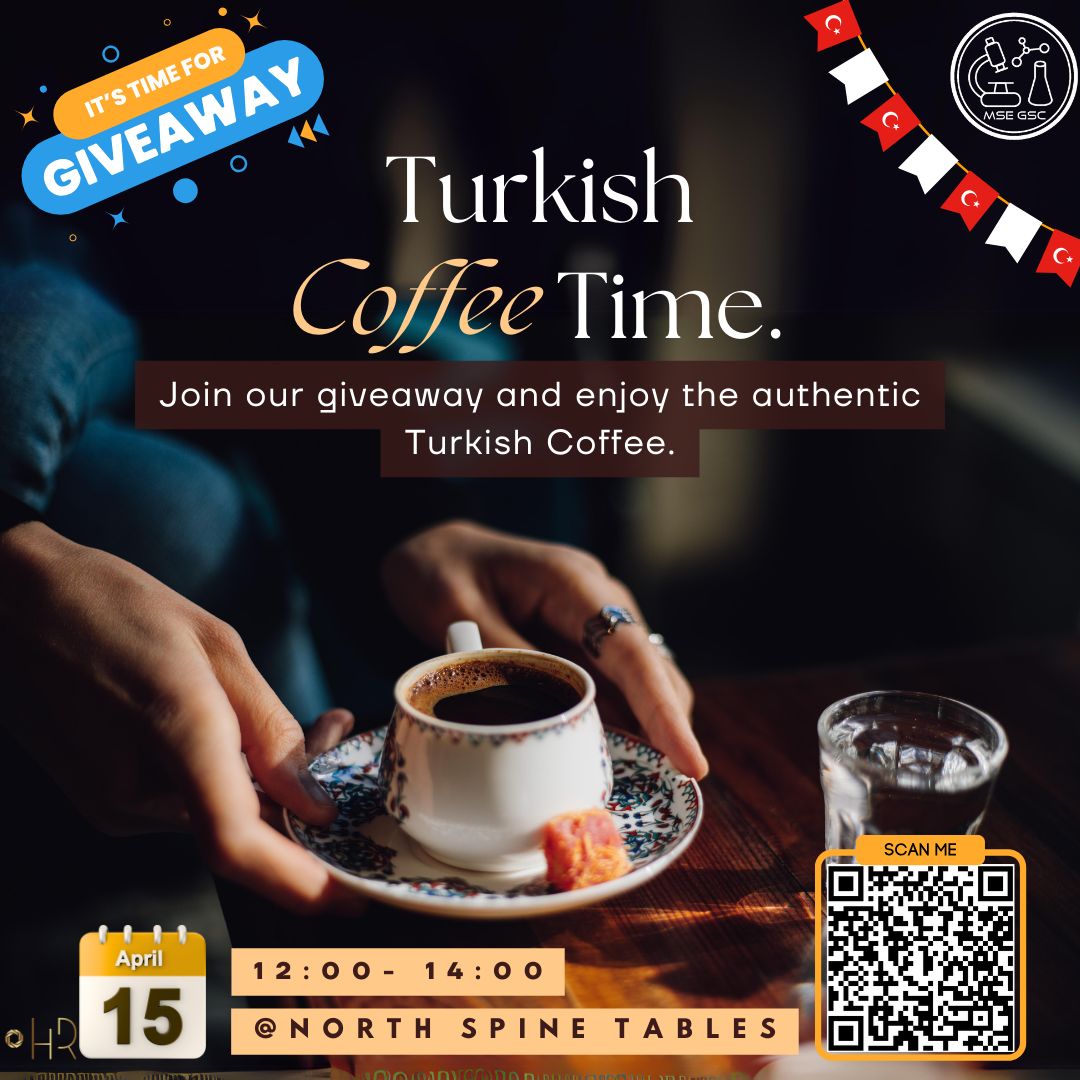 IT'S TIME FOR
GIVEAWAY
MSE GSC
Turkish
Coffee Time.
Join our giveaway and enjoy the authentic
Turkish Coffee.
SCAN ME
April
15
12:00- 14:00
@NORTH SPINE TABLES
HR